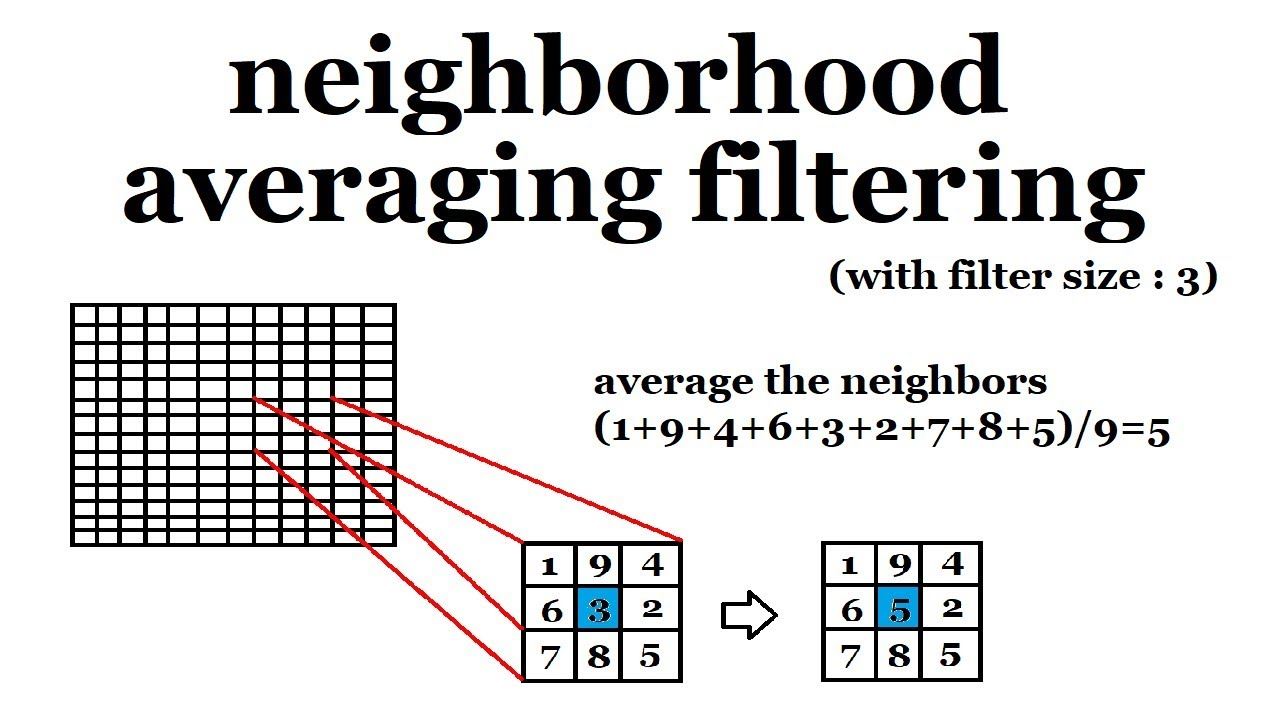 neighborhood
averaging filtering
(with filter size : 3)
average the neighbors
(1+9+4+6+3+2+7+8+5)/9=5
1 9 4
6 3 2
7 8 5
1 9 4
6 5 2
7 8 5